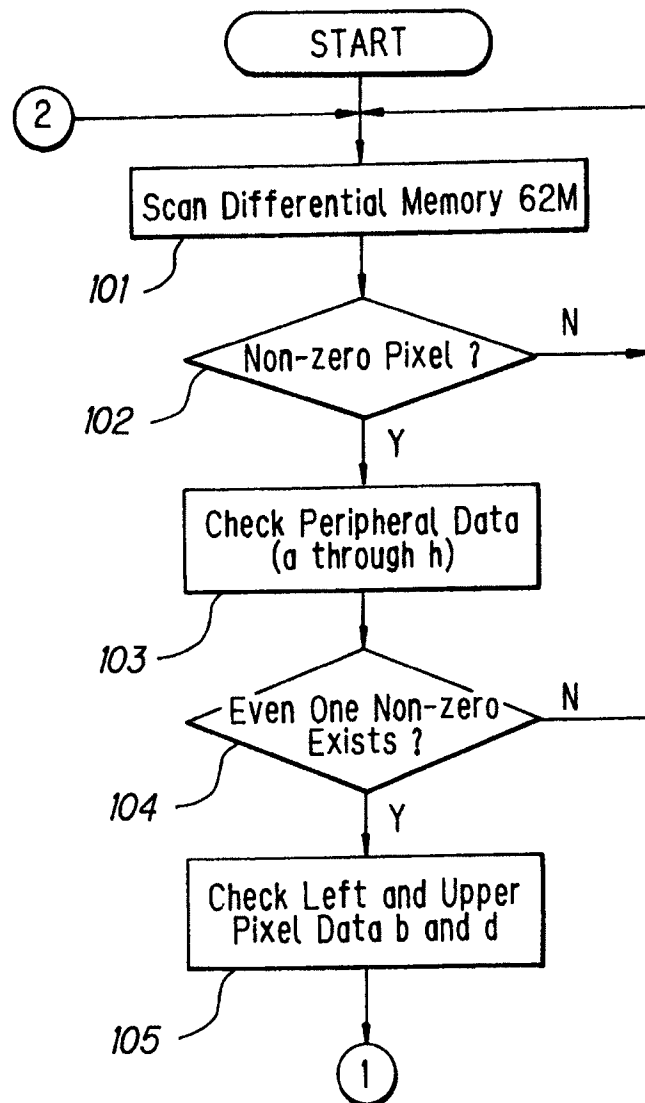 START
2
Scan Differential Memory 62M
101
Non-zero Pixel ?
N
102
Y
Check Peripheral Data
(a through h)
103
Even One Non-zero
Exists ?
N
104
Y
Check Left and Upper
Pixel Data b and d
105
1